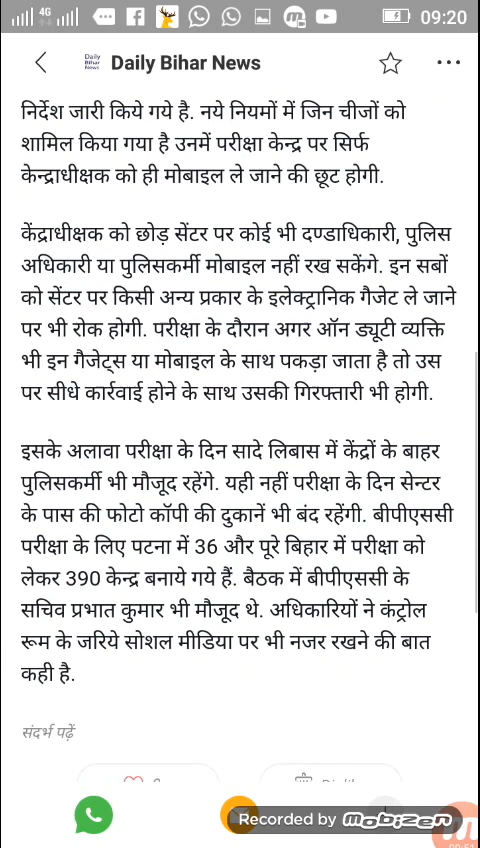 4G 09:20
Daily Bihar News Daily Bihar News
निर्देश जारी किये गये है. नये नियमों में जिन चीजों को
शामिल किया गया है उनमें परीक्षा केन्द्र पर सिर्फ
केन्द्राधीक्षक को ही मोबाइल ले जाने की छूट होगी.
केंद्राधीक्षक को छोड़ सेंटर पर कोई भी दण्डाधिकारी, पुलिस
अधिकारी या पुलिसकर्मी मोबाइल नहीं रख सकेंगे. इन सबों
को सेंटर पर किसी अन्य प्रकार के इलेक्ट्रानिक गैजेट ले जाने
पर भी रोक होगी. परीक्षा के दौरान अगर ऑन ड्यूटी व्यक्ति
भी इन गैजेट्स या मोबाइल के साथ पकड़ा जाता है तो उस
पर सीधे कार्रवाई होने के साथ उसकी गिरफ्तारी भी होगी.
इसके अलावा परीक्षा के दिन सादे लिबास में केंद्रों के बाहर
पुलिसकर्मी भी मौजूद रहेंगे. यही नहीं परीक्षा के दिन सेन्टर
के पास की फोटो कॉपी की दुकानें भी बंद रहेंगी. बीपीएससी
परीक्षा के लिए पटना में 36 और पूरे बिहार में परीक्षा को
लेकर 390 केन्द्र बनाये गये हैं. बैठक में बीपीएससी के
सचिव प्रभात कुमार भी मौजूद थे. अधिकारियों ने कंट्रोल
रूम के जरिये सोशल मीडिया पर भी नजर रखने की बात
कही है.
संदर्भ पढ़ें
Recorded by mobizen